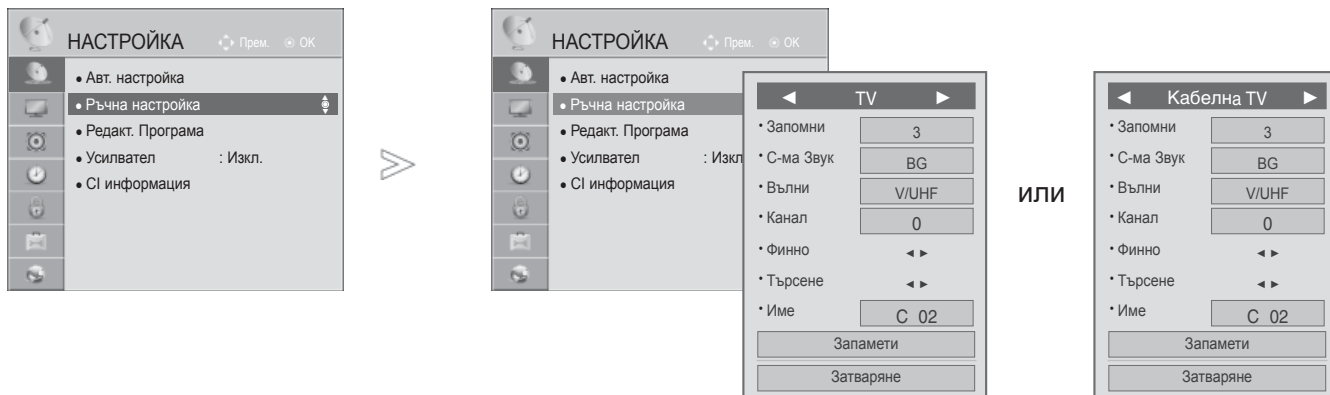 НАСТРОЙКА Прем. OK
• Авт. настройка
• Ръчна настройка
• Редакт. Програма
• Усилвател : Изкл.
• CI информация
НАСТРОЙКА Прем. OK
• Авт. настройка
• Ръчна настройка
• Редакт. Програма
• Усилвател : Изкл
• CI информация
◄ TV ►
• Запомни 3
• С-ма Звук BG
• Вълни V/UHF
• Канал 0
• Финно ◄ ►
• Търсене ◄ ►
• Име C 02
Запамети
Затваряне
или
◄ Кабелна TV ►
• Запомни 3
• С-ма Звук BG
• Вълни V/UHF
• Канал 0
• Финно ◄ ►
• Търсене ◄ ►
• Име C 02
Запамети
Затваряне